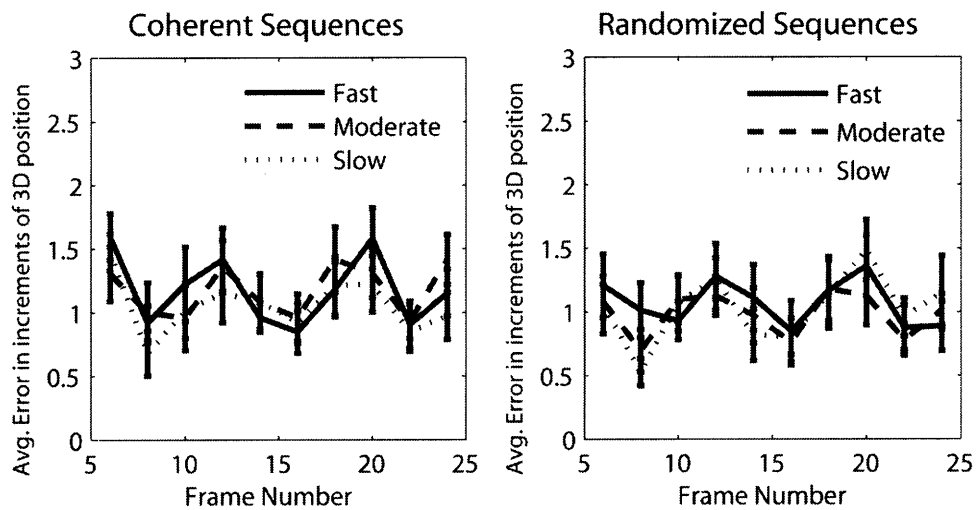 Coherent Sequences
Avg. Error in increments of 3D position
3
2.5
2
1.5
1
0.5
0
Fast
Moderate
Slow
5
10
15
20
25
Frame Number
Randomized Sequences
Avg. Error in increments of 3D position
3
2.5
2
1.5
1
0.5
0
Fast
Moderate
Slow
5
10
15
20
25
Frame Number